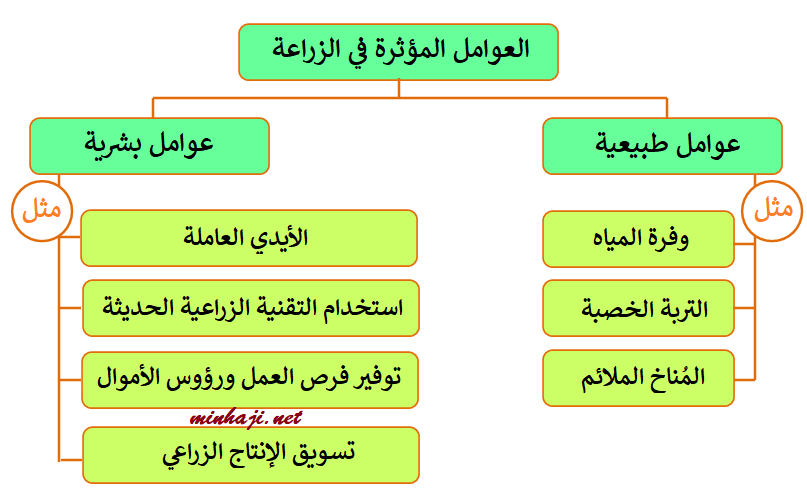 العوامل المؤثرة في الزراعة
عوامل طبيعية
مثل
وفرة المياه
التربة الخصبة
المُناخ الملائم
عوامل بشرية
مثل
الأيدي العاملة
استخدام التقنية الزراعية الحديثة
توفير فرص العمل ورؤوس الأموال
minhaji.net
تسويق الإنتاج الزراعي